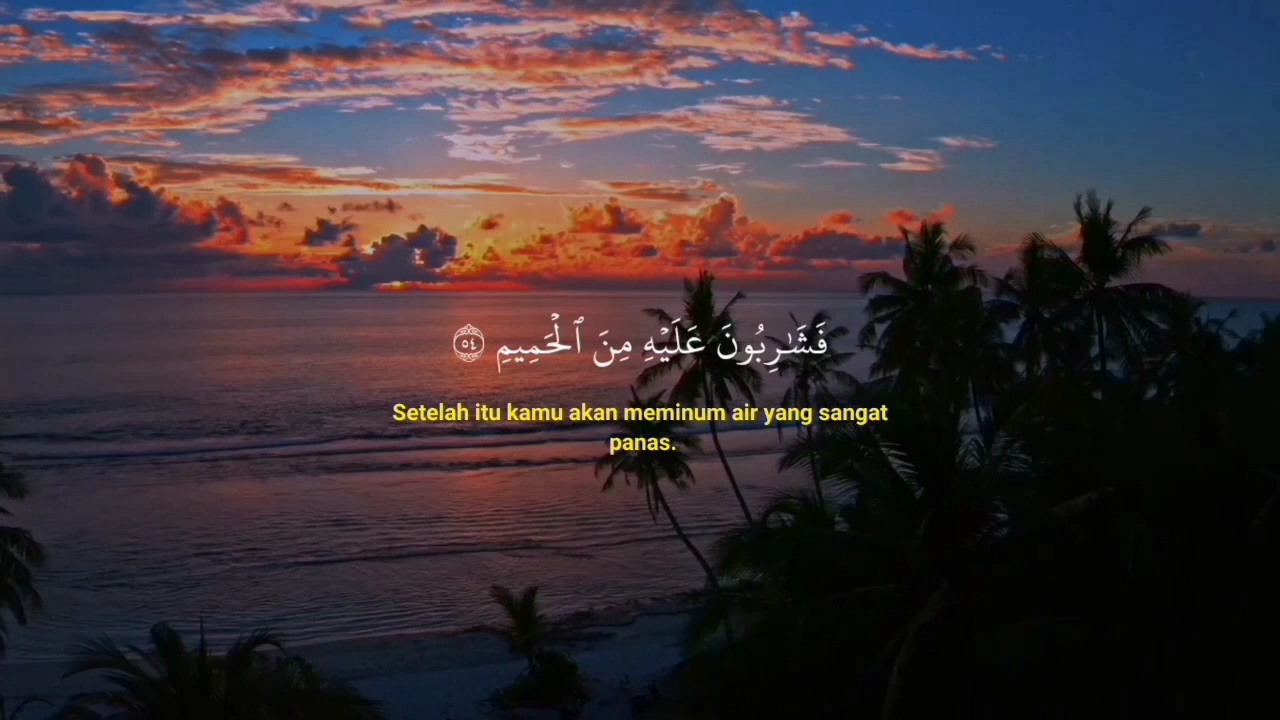 فَشَٰرِبُونَ عَلَيْهِ مِنَ ٱلْحَمِيمِ ٥٤
Setelah itu kamu akan meminum air yang sangat
panas.